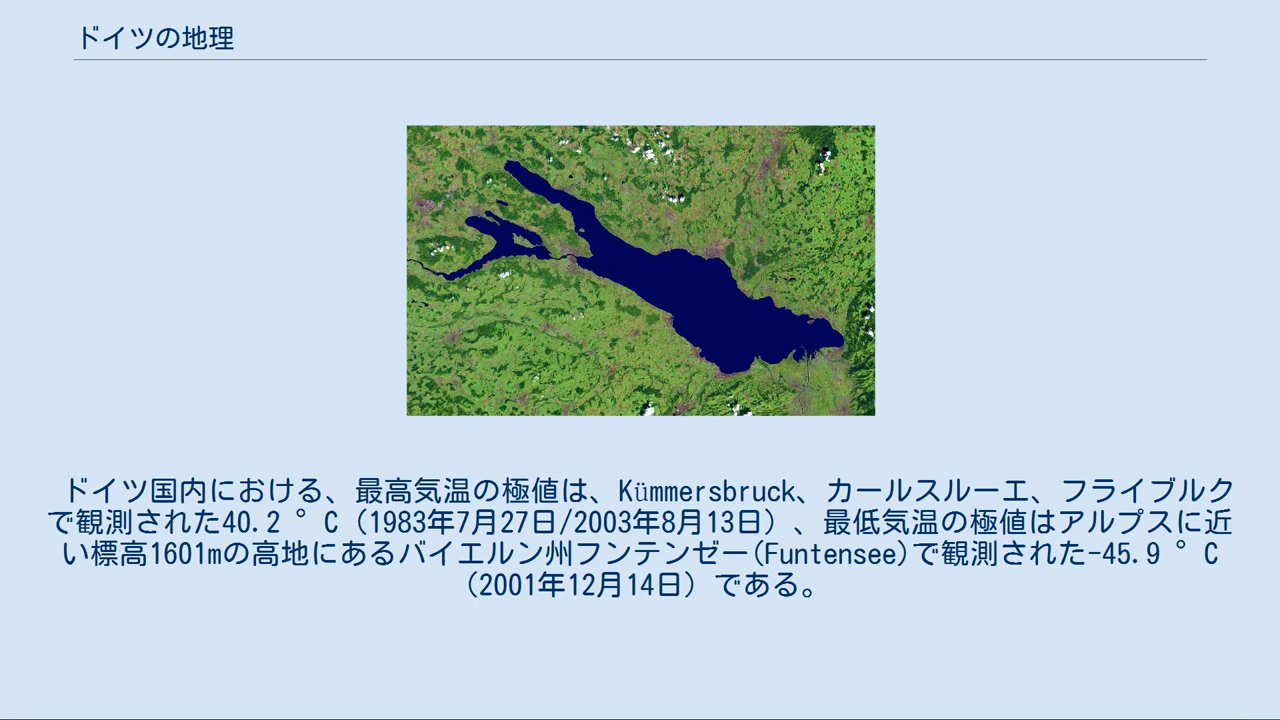 ドイツの地理
ドイツ国内における、最高気温の極値は、Kümmersbruck、カールスルーエ、フライブルク
で観測された40.2 °C（1983年7月27日/2003年8月13日）、最低気温の極値はアルプスに近
い標高1601mの高地にあるバイエルン州フンテンゼー(Funtensee)で観測された-45.9 °C
（2001年12月14日）である。